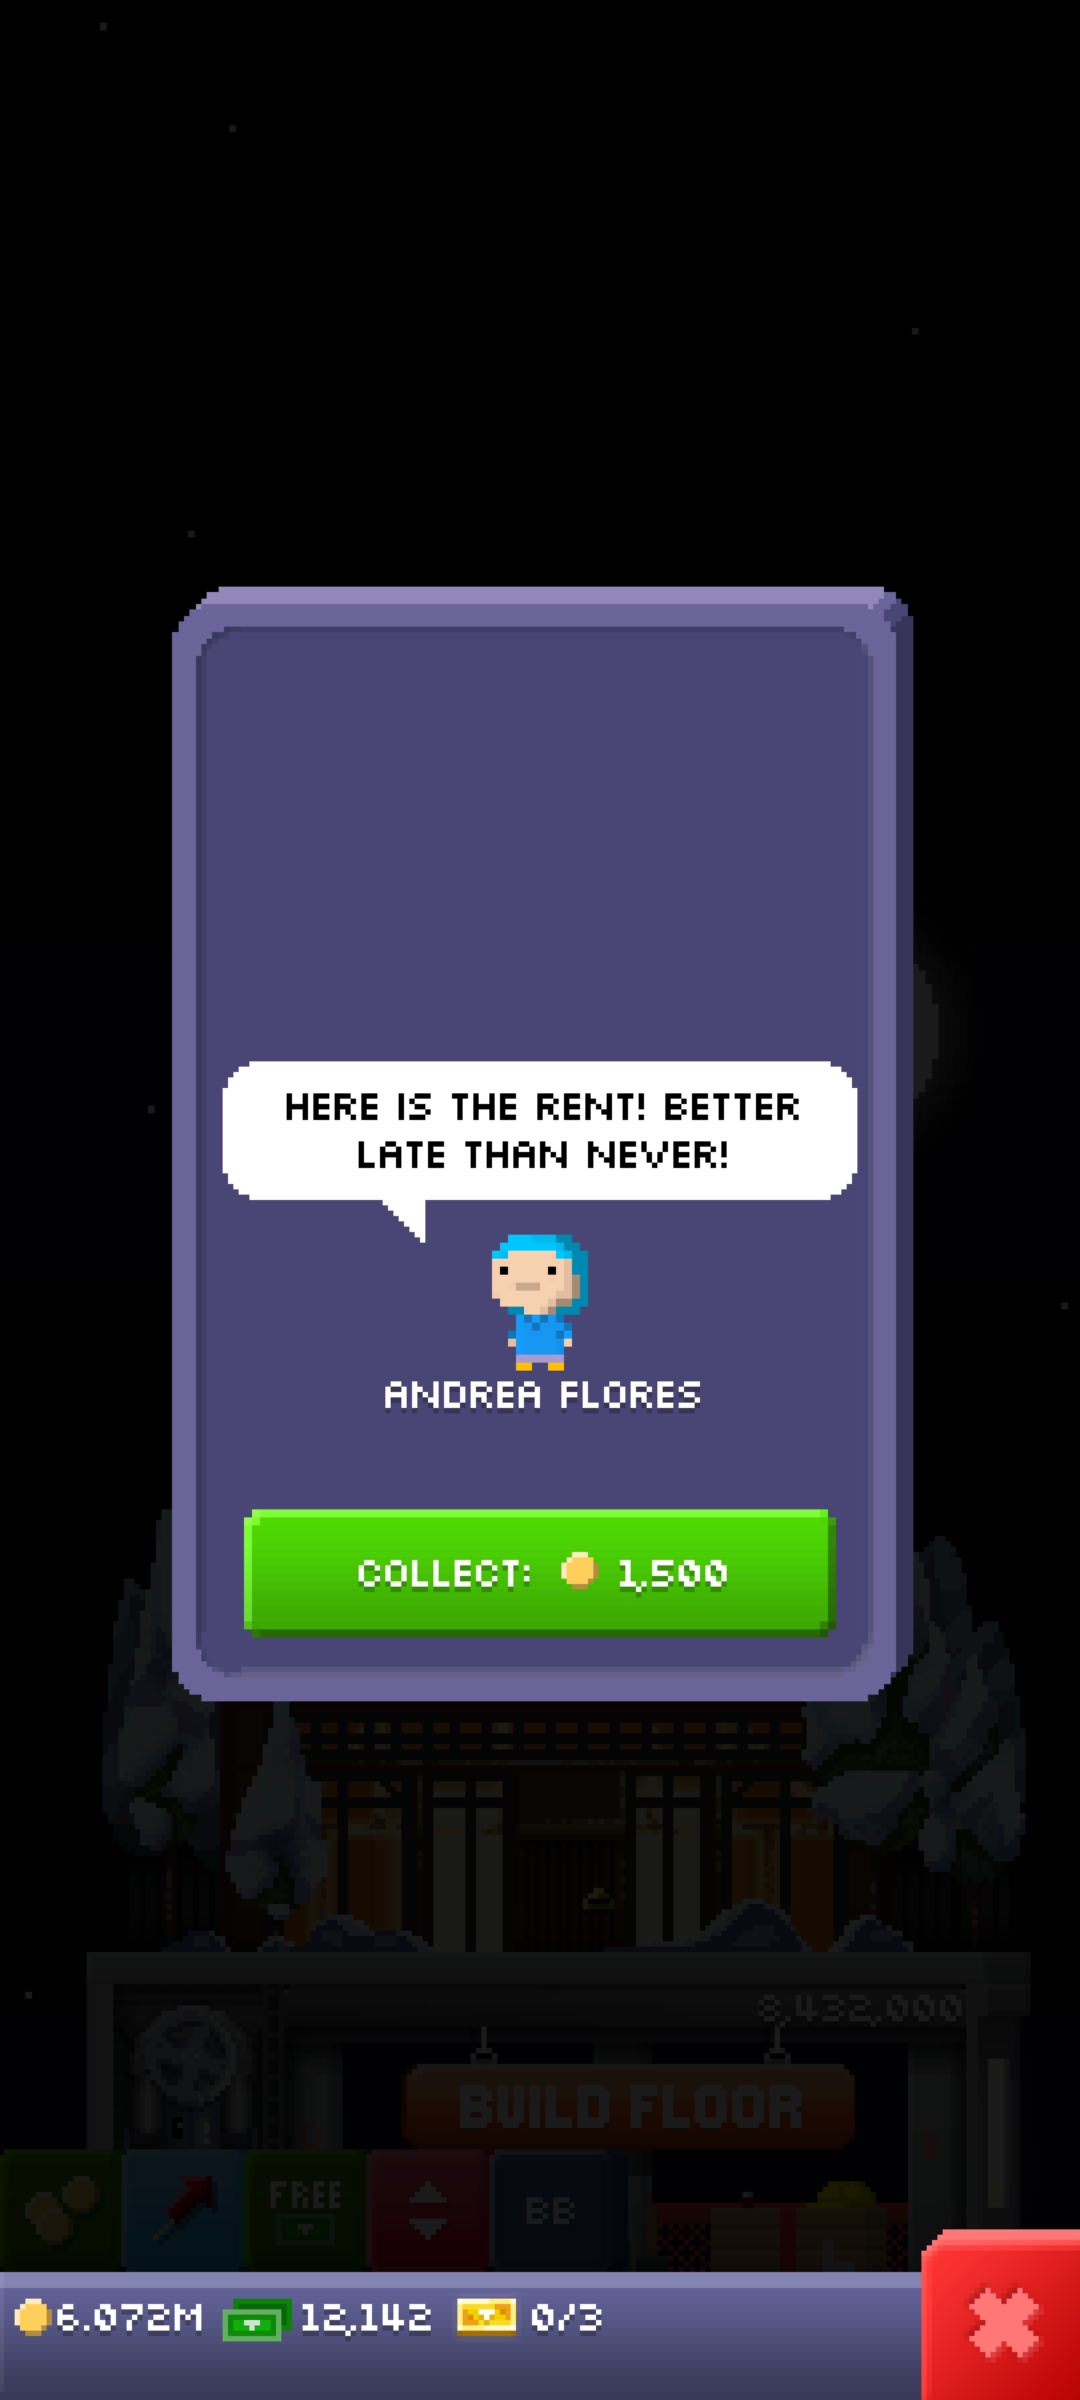 HERE IS THE RENT! BETTER
LATE THAN NEVER!
ANDREA FLORES
COLLECT: 1,500
8,432,000
BUILD FLOOR
FREE
BB
6.072M 12,142 0/3